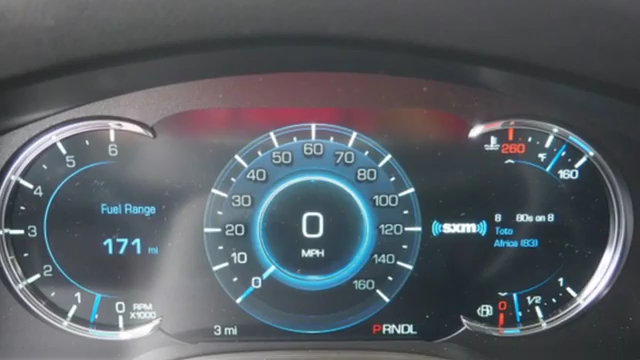 6
5
4
3
2
1
0
RPM
X1000
Fuel Range
171 mi
60
50
70
40
80
30
100
20
120
10
140
0
160
0
MPH
3 mi
PRNDL
260
°F
160
sxm
8 80s on 8
Toto
Africa (83)
0
1/2
1